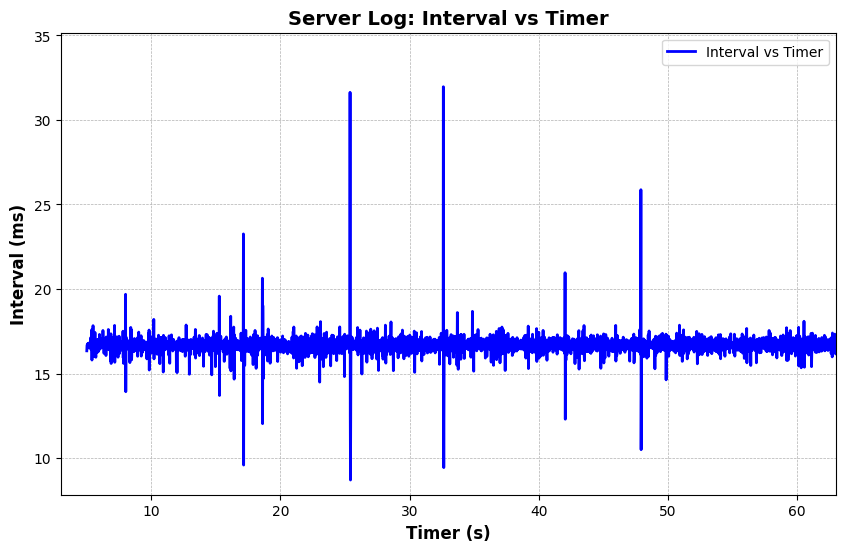 Server Log: Interval vs Timer
Interval vs Timer
35
30
25
20
15
10
Interval (ms)
10 20 30 40 50 60
Timer (s)